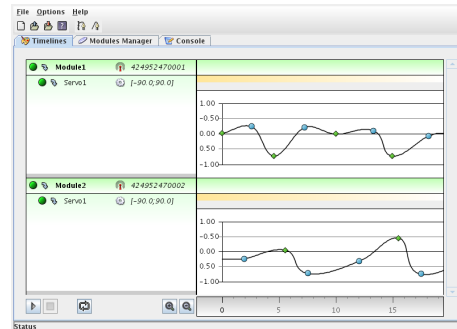 File Options Help
Timelines Modules Manager Console
Module1 424952470001
Servo1 [-90.0;90.0]
1.00
-0.50
0.00
-0.50
-1.00
Module2 424952470002
Servo1 [-90.0;90.0]
1.00
-0.50
0.00
-0.50
-1.00
0 5 10 15
Status